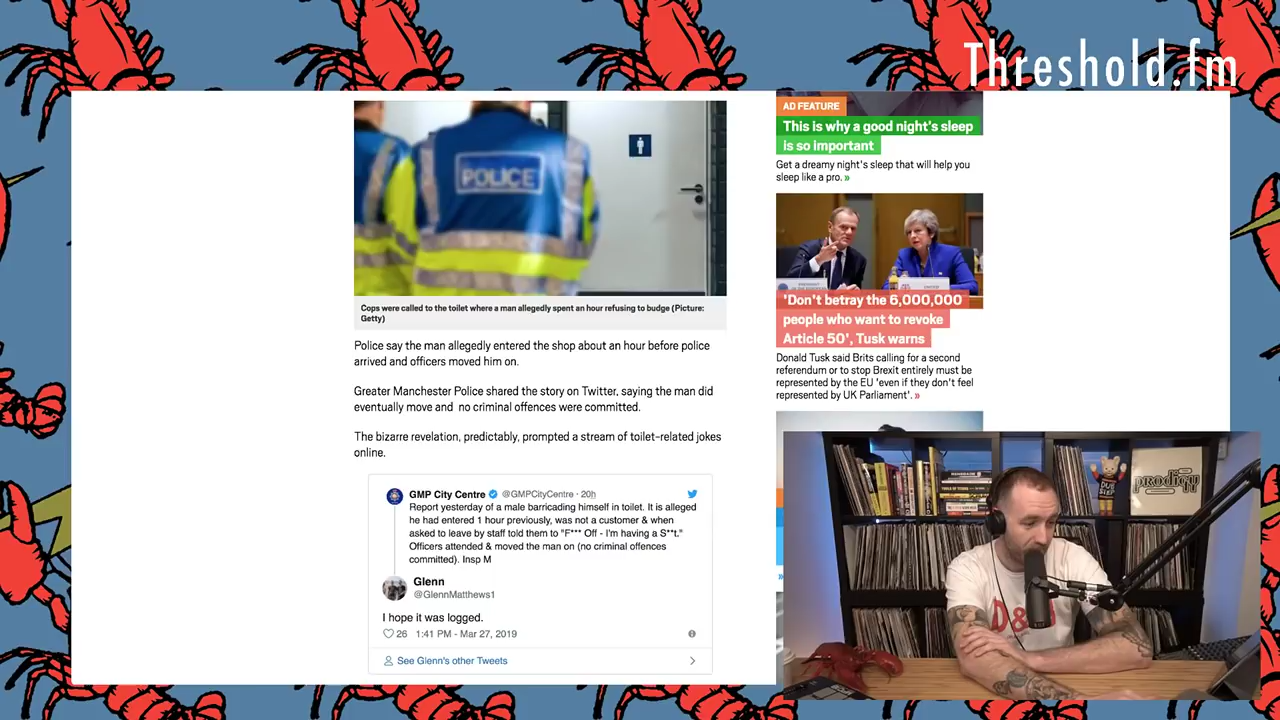 Threshold.fm
POLICE
Cops were called to the toilet where a man allegedly spent an hour refusing to budge (Picture:
Getty)
Police say the man allegedly entered the shop about an hour before police
arrived and officers moved him on.
Greater Manchester Police shared the story on Twitter, saying the man did
eventually move and  no criminal offences were committed.
The bizarre revelation, predictably, prompted a stream of toilet-related jokes
online.
GMP City Centre @GMPCityCentre · 20h
Report yesterday of a male barricading himself in toilet. It is alleged
he had entered 1 hour previously, was not a customer & when
asked to leave by staff told them to "F*** Off - I'm having a S**t."
Officers attended & moved the man on (no criminal offences
committed). Insp M
Glenn
@GlennMatthews1
I hope it was logged.
26 1:41 PM - Mar 27, 2019
See Glenn's other Tweets
AD FEATURE
This is why a good night's sleep
is so important
Get a dreamy night's sleep that will help you
sleep like a pro. »
'Don't betray the 6,000,000
people who want to revoke
Article 50', Tusk warns
Donald Tusk said Brits calling for a second
referendum or to stop Brexit entirely must be
represented by the EU 'even if they don't feel
represented by UK Parliament'. »
»
prodigy